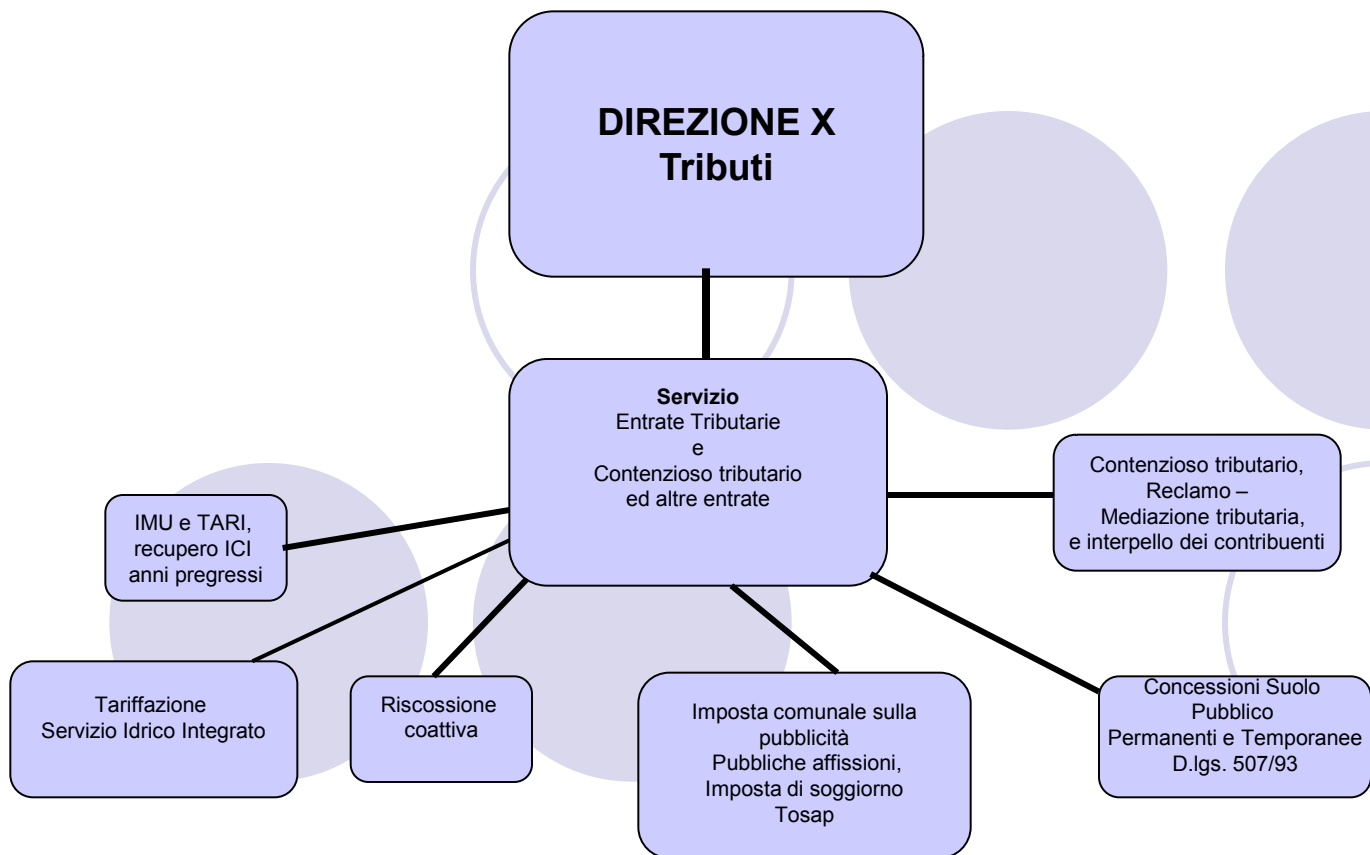 DIREZIONE X
Tributi
Servizio
Entrate Tributarie
e
Contenzioso tributario
ed altre entrate
Contenzioso tributario,
Reclamo –
Mediazione tributaria,
e interpello dei contribuenti
IMU e TARI,
recupero ICI
anni pregressi
Tariffazione
Servizio Idrico Integrato
Riscossione
coattiva
Imposta comunale sulla
pubblicità
Pubbliche affissioni,
Imposta di soggiorno
Tosap
Concessioni Suolo
Pubblico
Permanenti e Temporanee
D.lgs. 507/93